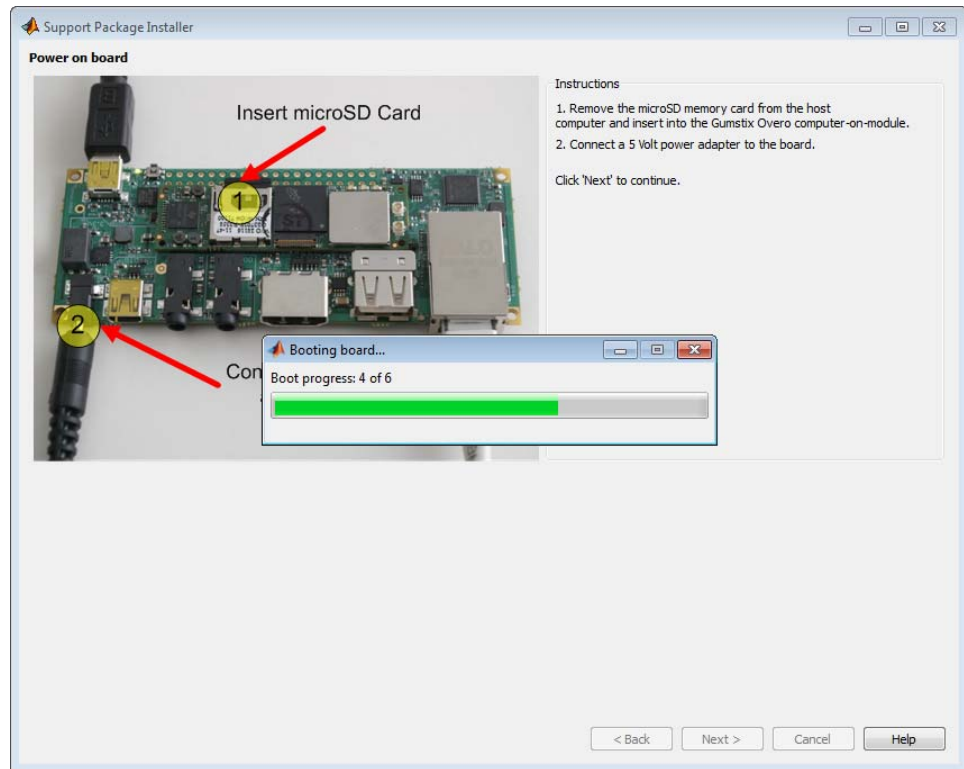 Support Package Installer
Power on board
Insert microSD Card
1
2
Con
Instructions
1. Remove the microSD memory card from the host
computer and insert into the Gumstix Overo computer-on-module.
2. Connect a 5 Volt power adapter to the board.
Click 'Next' to continue.
Booting board...
Boot progress: 4 of 6
< Back
Next >
Cancel
Help